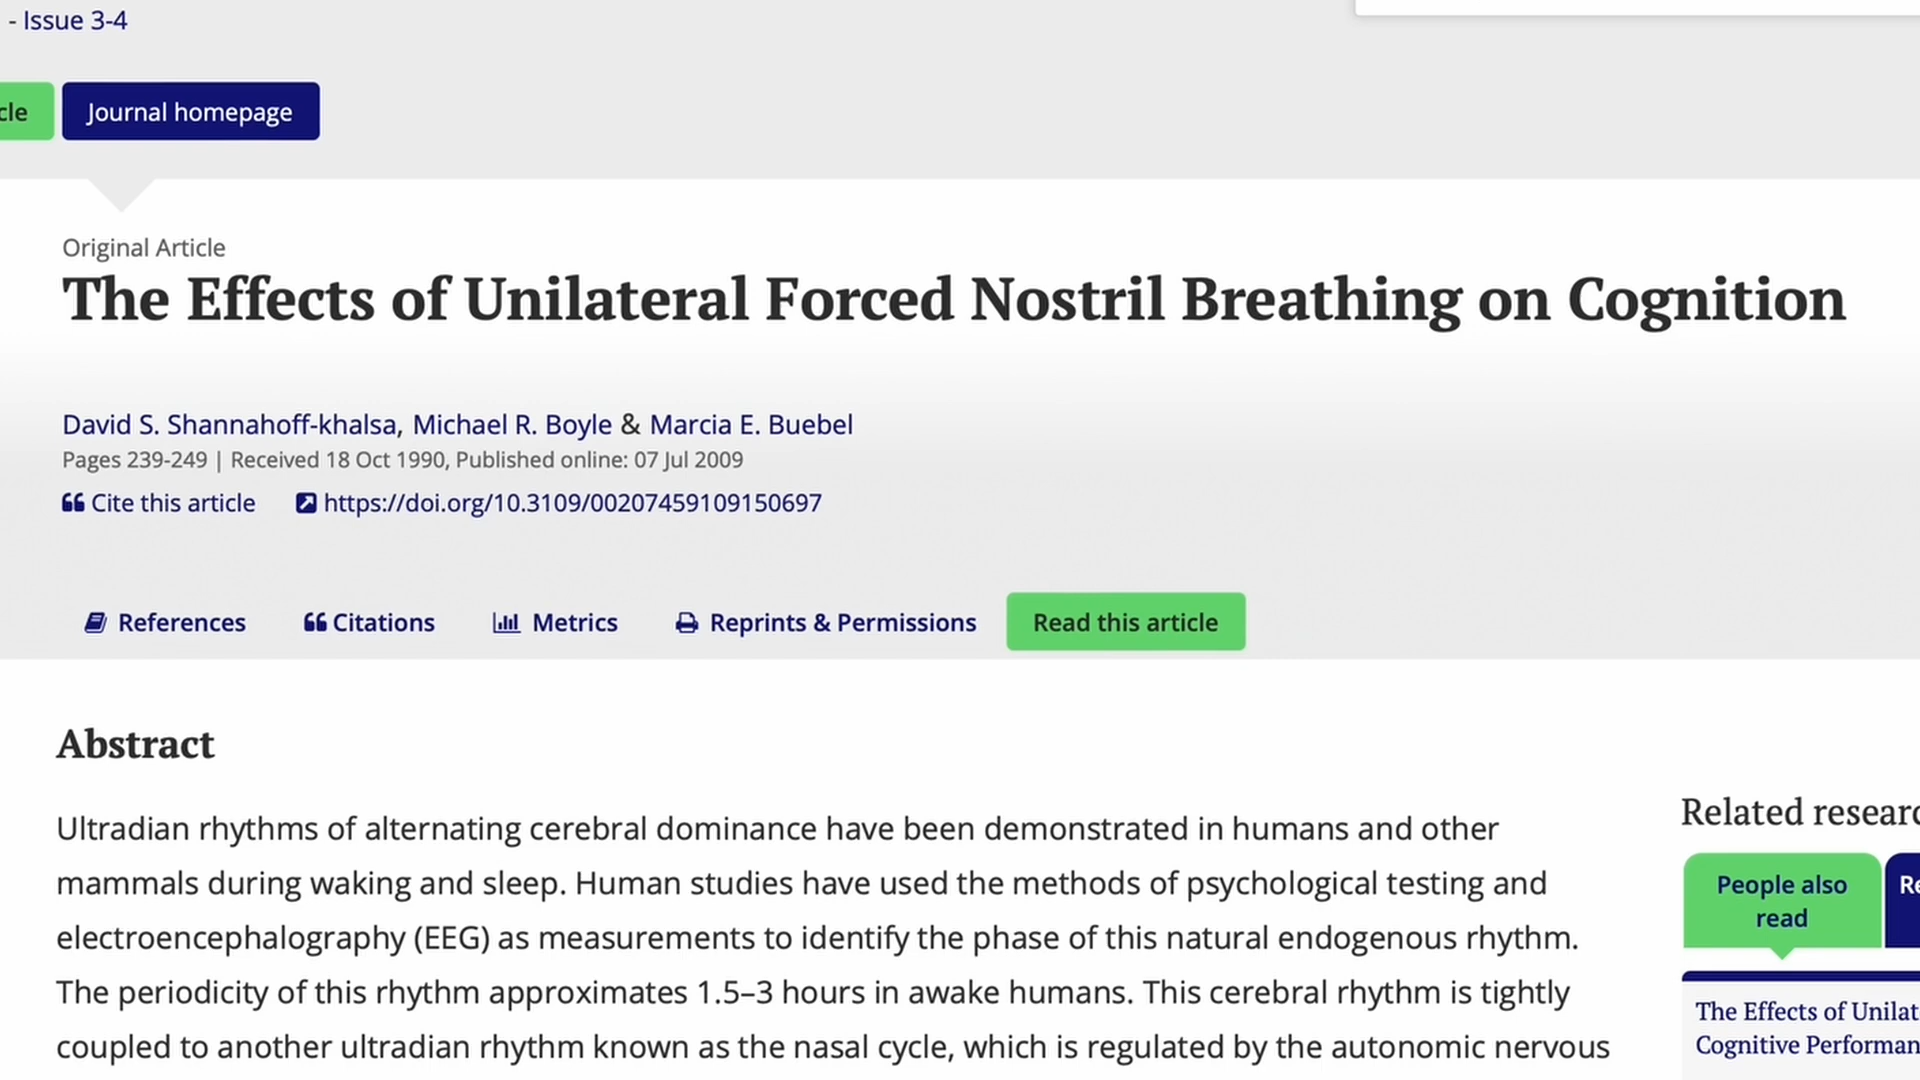 - Issue 3-4
cle
Journal homepage
Original Article
The Effects of Unilateral Forced Nostril Breathing on Cognition
David S. Shannahoff-khalsa, Michael R. Boyle & Marcia E. Buebel
Pages 239-249 | Received 18 Oct 1990, Published online: 07 Jul 2009
Cite this article https://doi.org/10.3109/00207459109150697
References Citations Metrics Reprints & Permissions Read this article
Abstract
Ultradian rhythms of alternating cerebral dominance have been demonstrated in humans and other
mammals during waking and sleep. Human studies have used the methods of psychological testing and
electroencephalography (EEG) as measurements to identify the phase of this natural endogenous rhythm.
The periodicity of this rhythm approximates 1.5–3 hours in awake humans. This cerebral rhythm is tightly
coupled to another ultradian rhythm known as the nasal cycle, which is regulated by the autonomic nervous
Related researc
People also
read
Re
The Effects of Unilat
Cognitive Performan